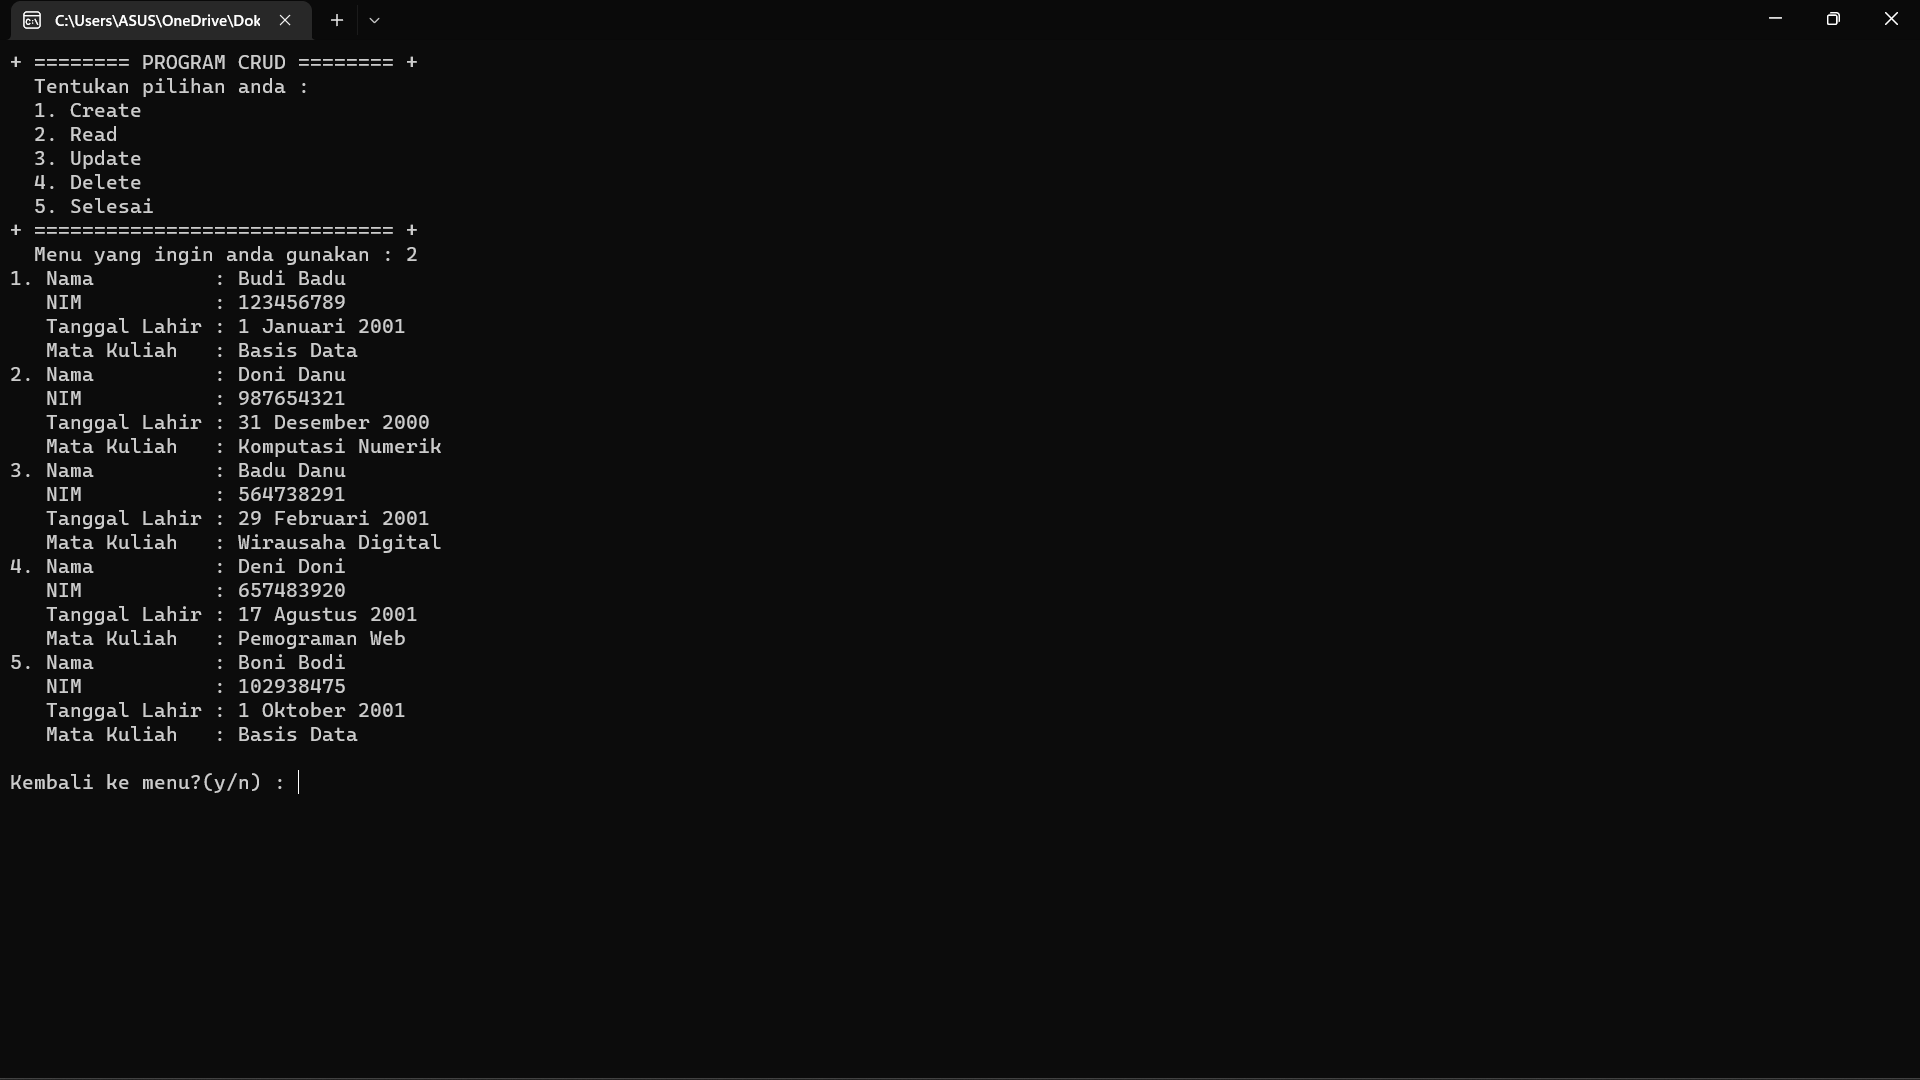 C:\Users\ASUS\OneDrive\Dok
+ ======== PROGRAM CRUD ======== +
  Tentukan pilihan anda :
  1. Create
  2. Read
  3. Update
  4. Delete
  5. Selesai
+ ============================== +
  Menu yang ingin anda gunakan : 2
1. Nama          : Budi Badu
   NIM           : 123456789
   Tanggal Lahir : 1 Januari 2001
   Mata Kuliah   : Basis Data
2. Nama          : Doni Danu
   NIM           : 987654321
   Tanggal Lahir : 31 Desember 2000
   Mata Kuliah   : Komputasi Numerik
3. Nama          : Badu Danu
   NIM           : 564738291
   Tanggal Lahir : 29 Februari 2001
   Mata Kuliah   : Wirausaha Digital
4. Nama          : Deni Doni
   NIM           : 657483920
   Tanggal Lahir : 17 Agustus 2001
   Mata Kuliah   : Pemograman Web
5. Nama          : Boni Bodi
   NIM           : 102938475
   Tanggal Lahir : 1 Oktober 2001
   Mata Kuliah   : Basis Data
Kembali ke menu?(y/n) :